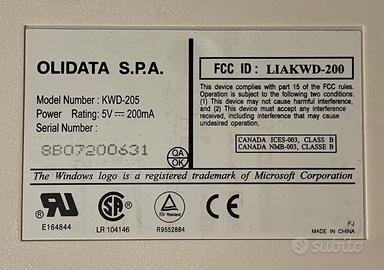 OLIDATA S.P.A.
Model Number : KWD-205
Power Rating: 5V 200mA
Serial Number :
8B07200631
QA
OK
FCC ID : LIAKWD-200
This device complies with part 15 of the FCC rules.
Operation is subject to following two conditions:
(1) This device may not cause harmful interference,
and (2) this device must accept any interference
received, including interference that may cause
undesired operation.
CANADA ICES-003, CLASS B
CANADA NMB-003, CLASSE B
The Windows logo is a registered trademark of Microsoft Corporation
E164844
LR 104146
TÜV Rheinland
R9552884
CE
FJ
MADE IN CHINA
subito